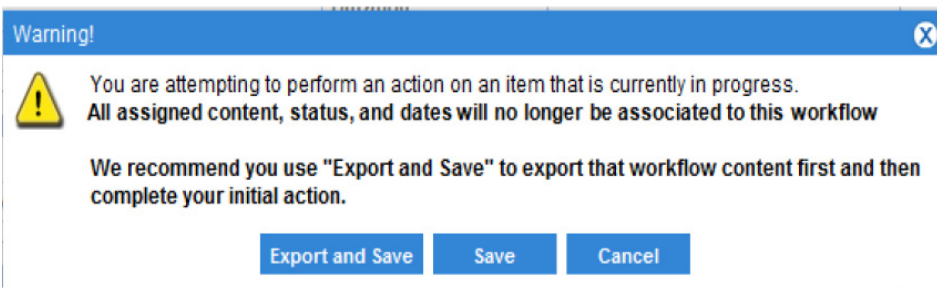 Warning!
You are attempting to perform an action on an item that is currently in progress.
All assigned content, status, and dates will no longer be associated to this workflow
We recommend you use "Export and Save" to export that workflow content first and then
complete your initial action.
Export and Save Save Cancel